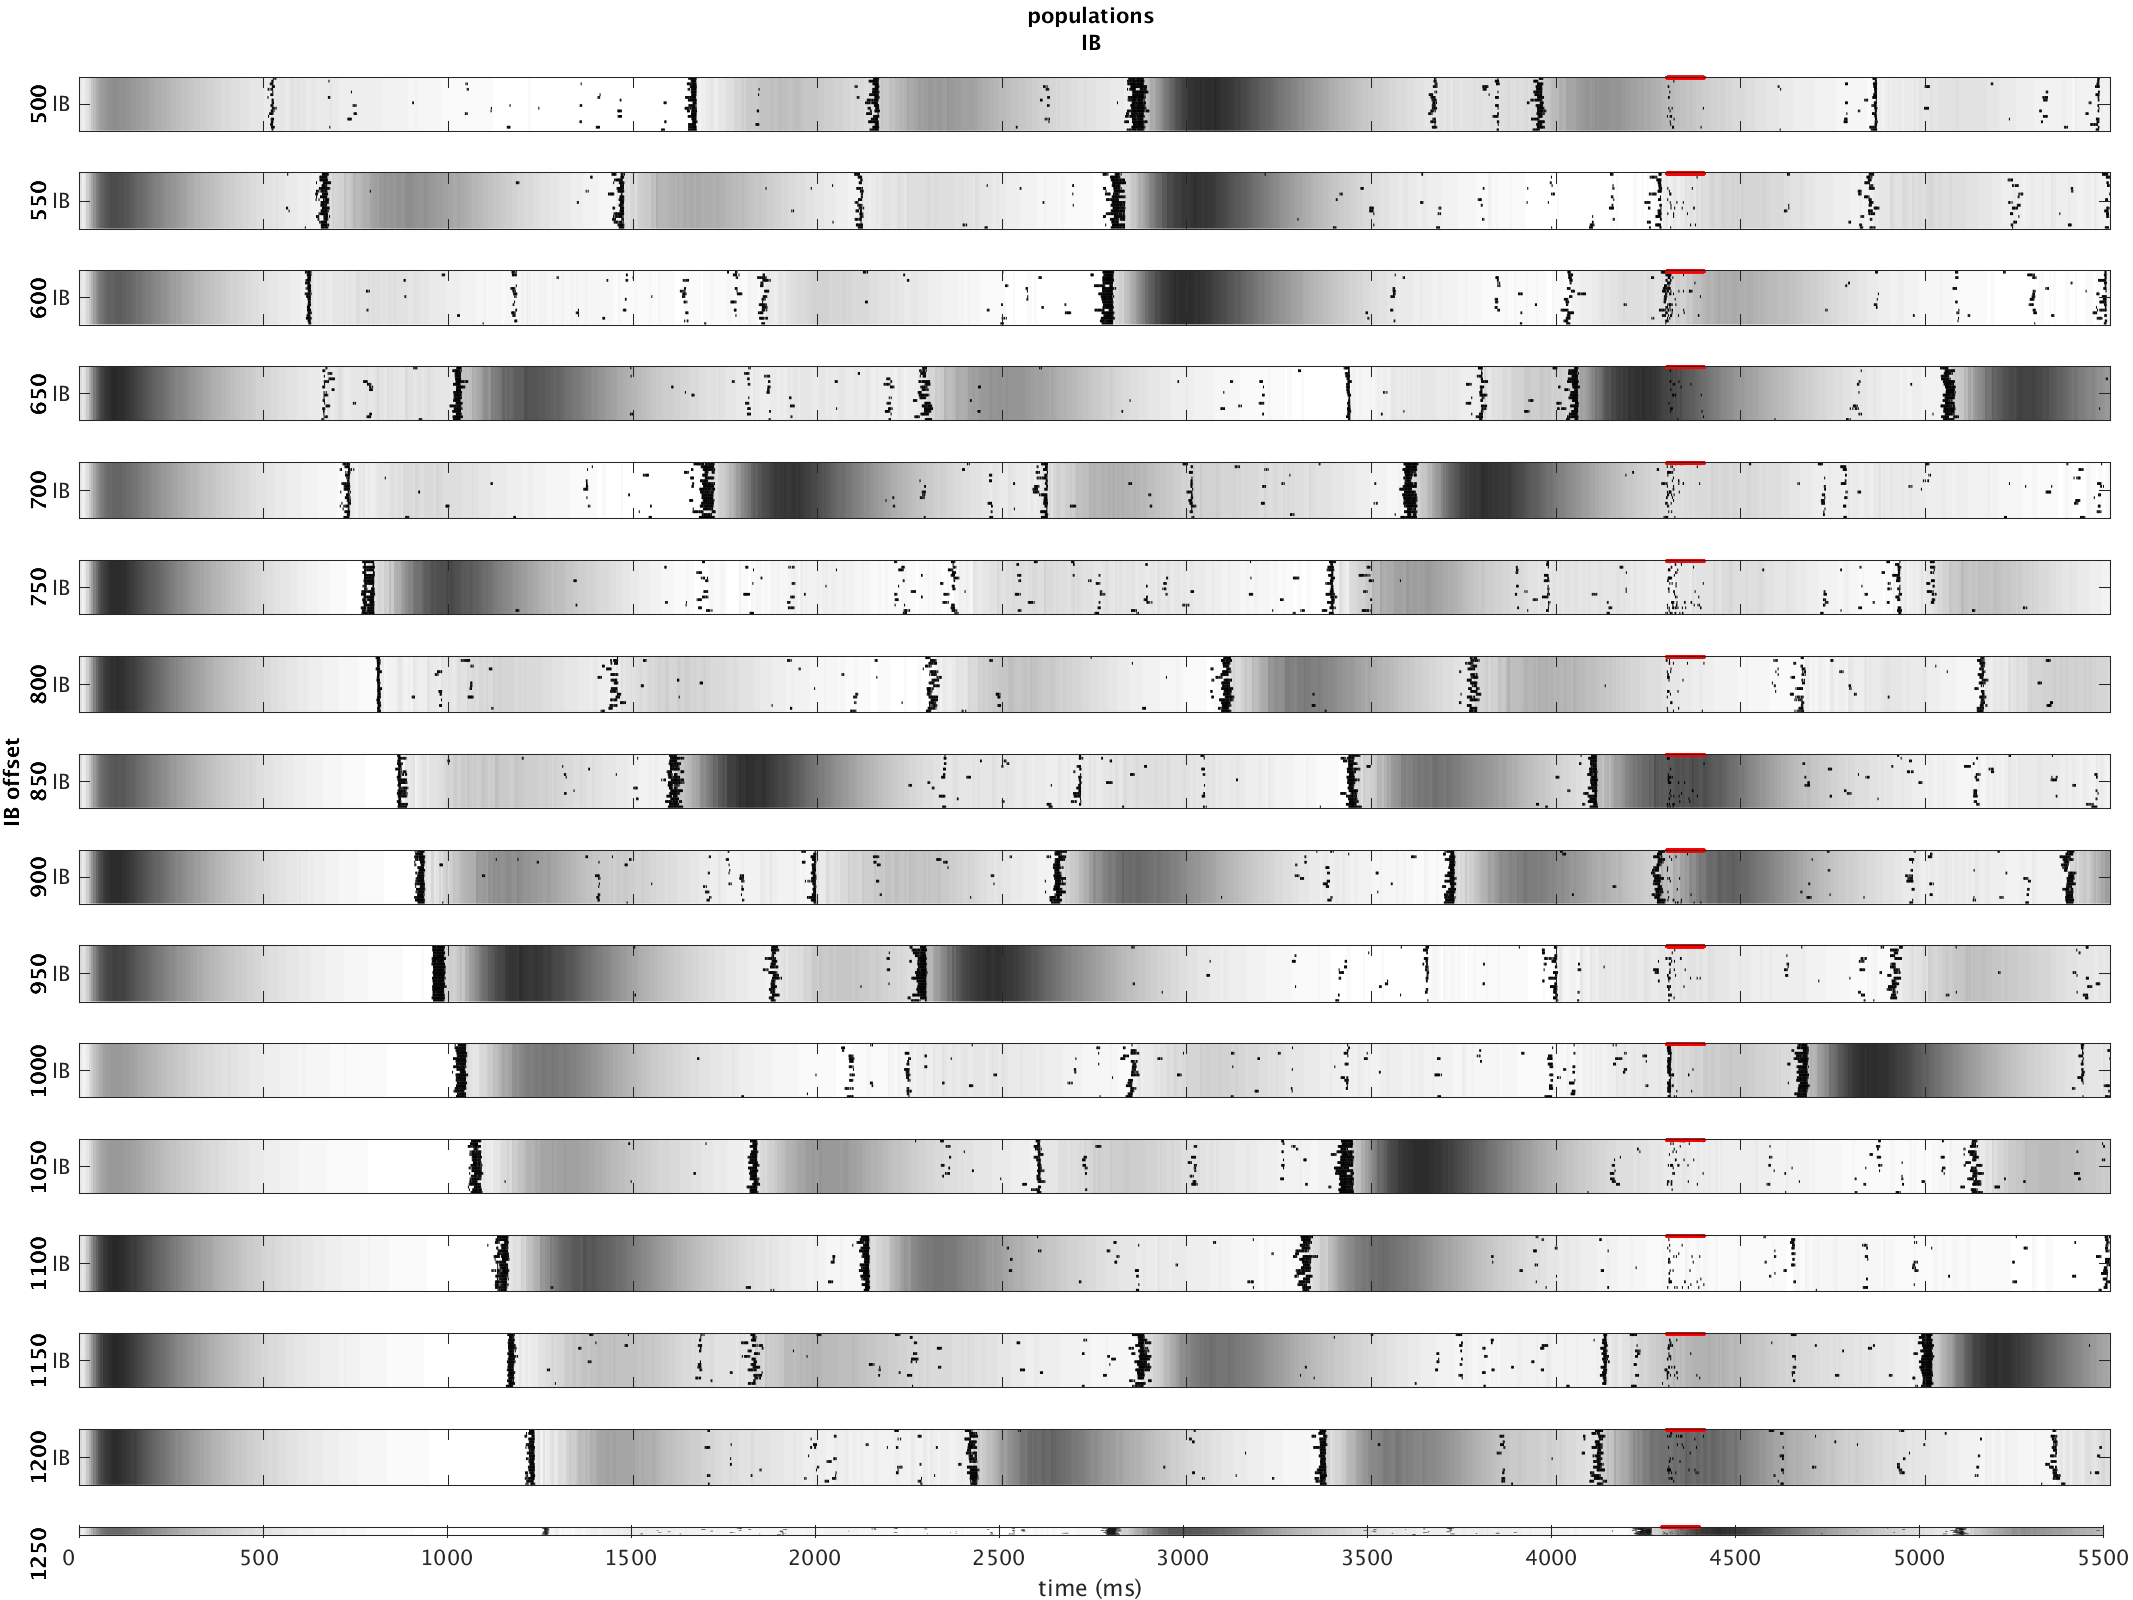 populations
IB
500 IB
550 IB
600 IB
650 IB
700 IB
750 IB
800 IB
850 IB
900 IB
950 IB
1000 IB
1050 IB
1100 IB
1150 IB
1200 IB
1250
IB offset
0 500 1000 1500 2000 2500 3000 3500 4000 4500 5000 5500
time (ms)